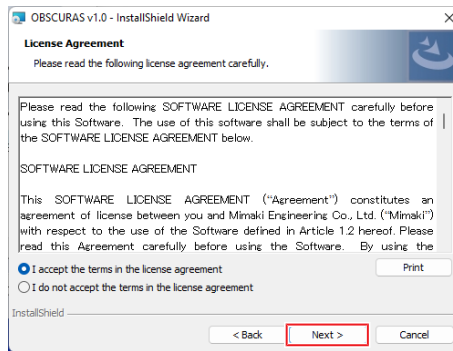 OBSCURAS v1.0 - InstallShield Wizard
License Agreement
Please read the following license agreement carefully.
Please read the following SOFTWARE LICENSE AGREEMENT carefully before
using this Software. The use of this software shall be subject to the terms of
the SOFTWARE LICENSE AGREEMENT below.
SOFTWARE LICENSE AGREEMENT
This SOFTWARE LICENSE AGREEMENT (“Agreement”) constitutes an
agreement of license between you and Mimaki Engineering Co., Ltd. (“Mimaki”)
with respect to the use of the Software defined in Article 1.2 hereof. Please
read this Agreement carefully before using the Software. By using the
I accept the terms in the license agreement
Print
I do not accept the terms in the license agreement
InstallShield
< Back
Next >
Cancel